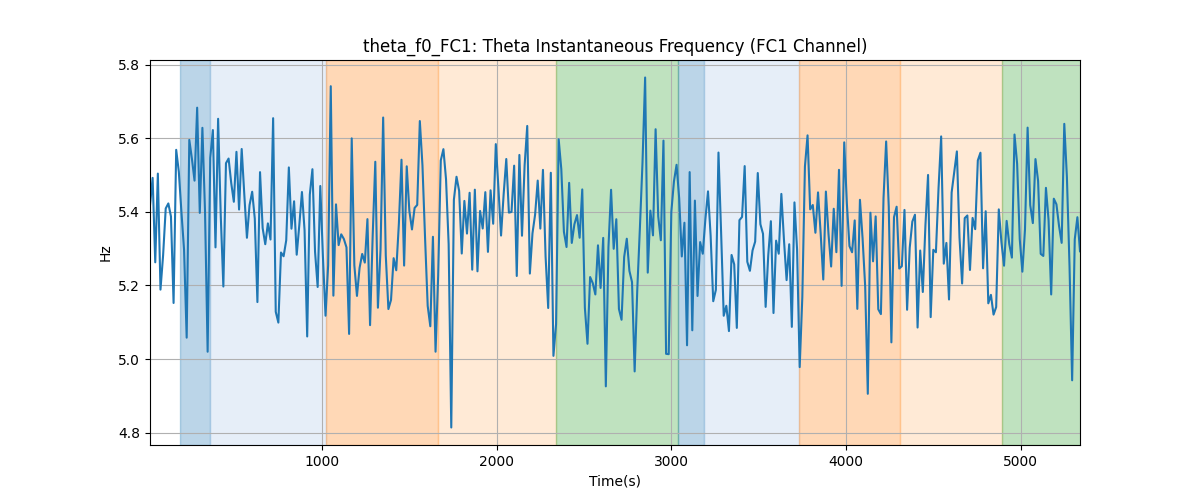 theta_f0_FC1: Theta Instantaneous Frequency (FC1 Channel)
5.8
5.6
5.4
5.2
5.0
4.8
Hz
1000 2000 3000 4000 5000
Time(s)